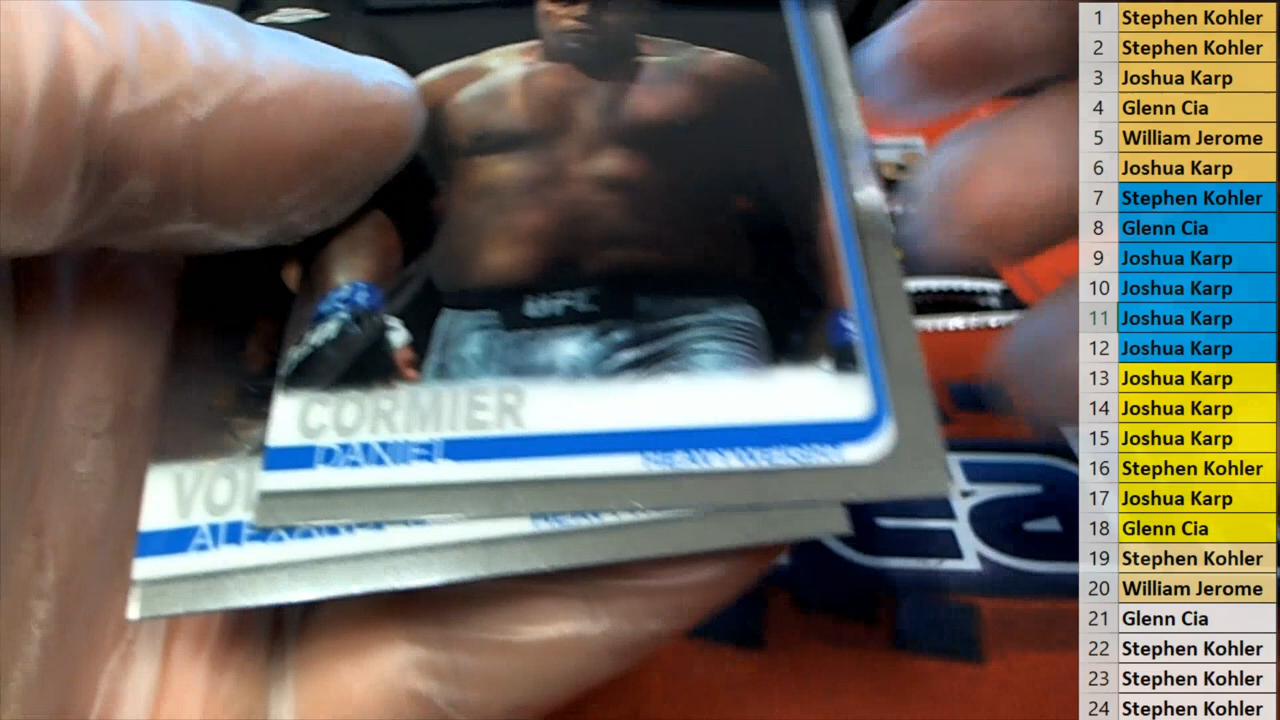 UFC
CORMIER
DANIEL
HEAVYWEIGHT
VOL
1 Stephen Kohler
2 Stephen Kohler
3 Joshua Karp
4 Glenn Cia
5 William Jerome
6 Joshua Karp
7 Stephen Kohler
8 Glenn Cia
9 Joshua Karp
10 Joshua Karp
11 Joshua Karp
12 Joshua Karp
13 Joshua Karp
14 Joshua Karp
15 Joshua Karp
16 Stephen Kohler
17 Joshua Karp
18 Glenn Cia
19 Stephen Kohler
20 William Jerome
21 Glenn Cia
22 Stephen Kohler
23 Stephen Kohler
24 Stephen Kohler